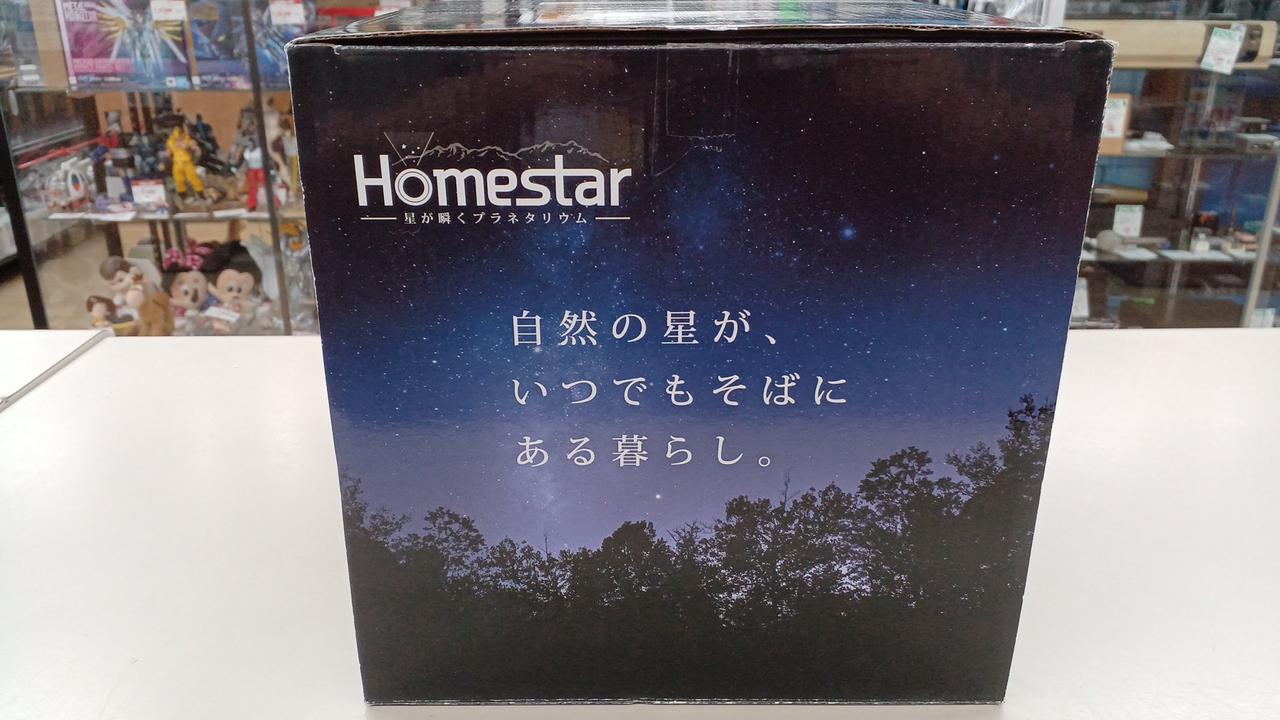 Homestar
星が瞬くプラネタリウム
自然の星が、
いつでもそばに
ある暮らし。